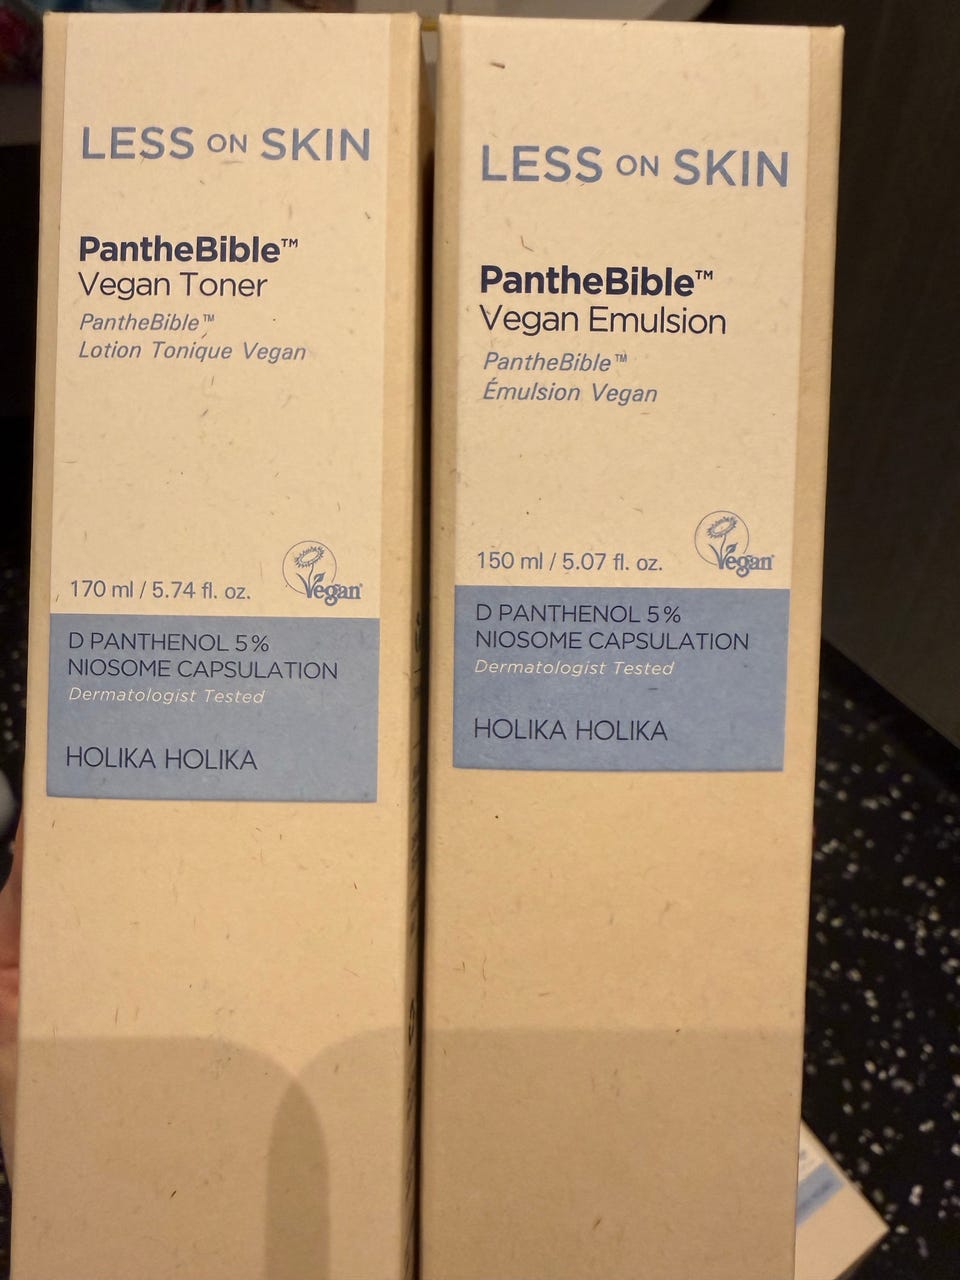 LESS ON SKIN
PantheBible™
Vegan Toner
PantheBible™
Lotion Tonique Vegan
170 ml / 5.74 fl. oz.
Vegan
D PANTHENOL 5%
NIOSOME CAPSULATION
Dermatologist Tested
HOLIKA HOLIKA
LESS ON SKIN
PantheBible™
Vegan Emulsion
PantheBible™
Émulsion Vegan
150 ml / 5.07 fl. oz.
Vegan
D PANTHENOL 5%
NIOSOME CAPSULATION
Dermatologist Tested
HOLIKA HOLIKA